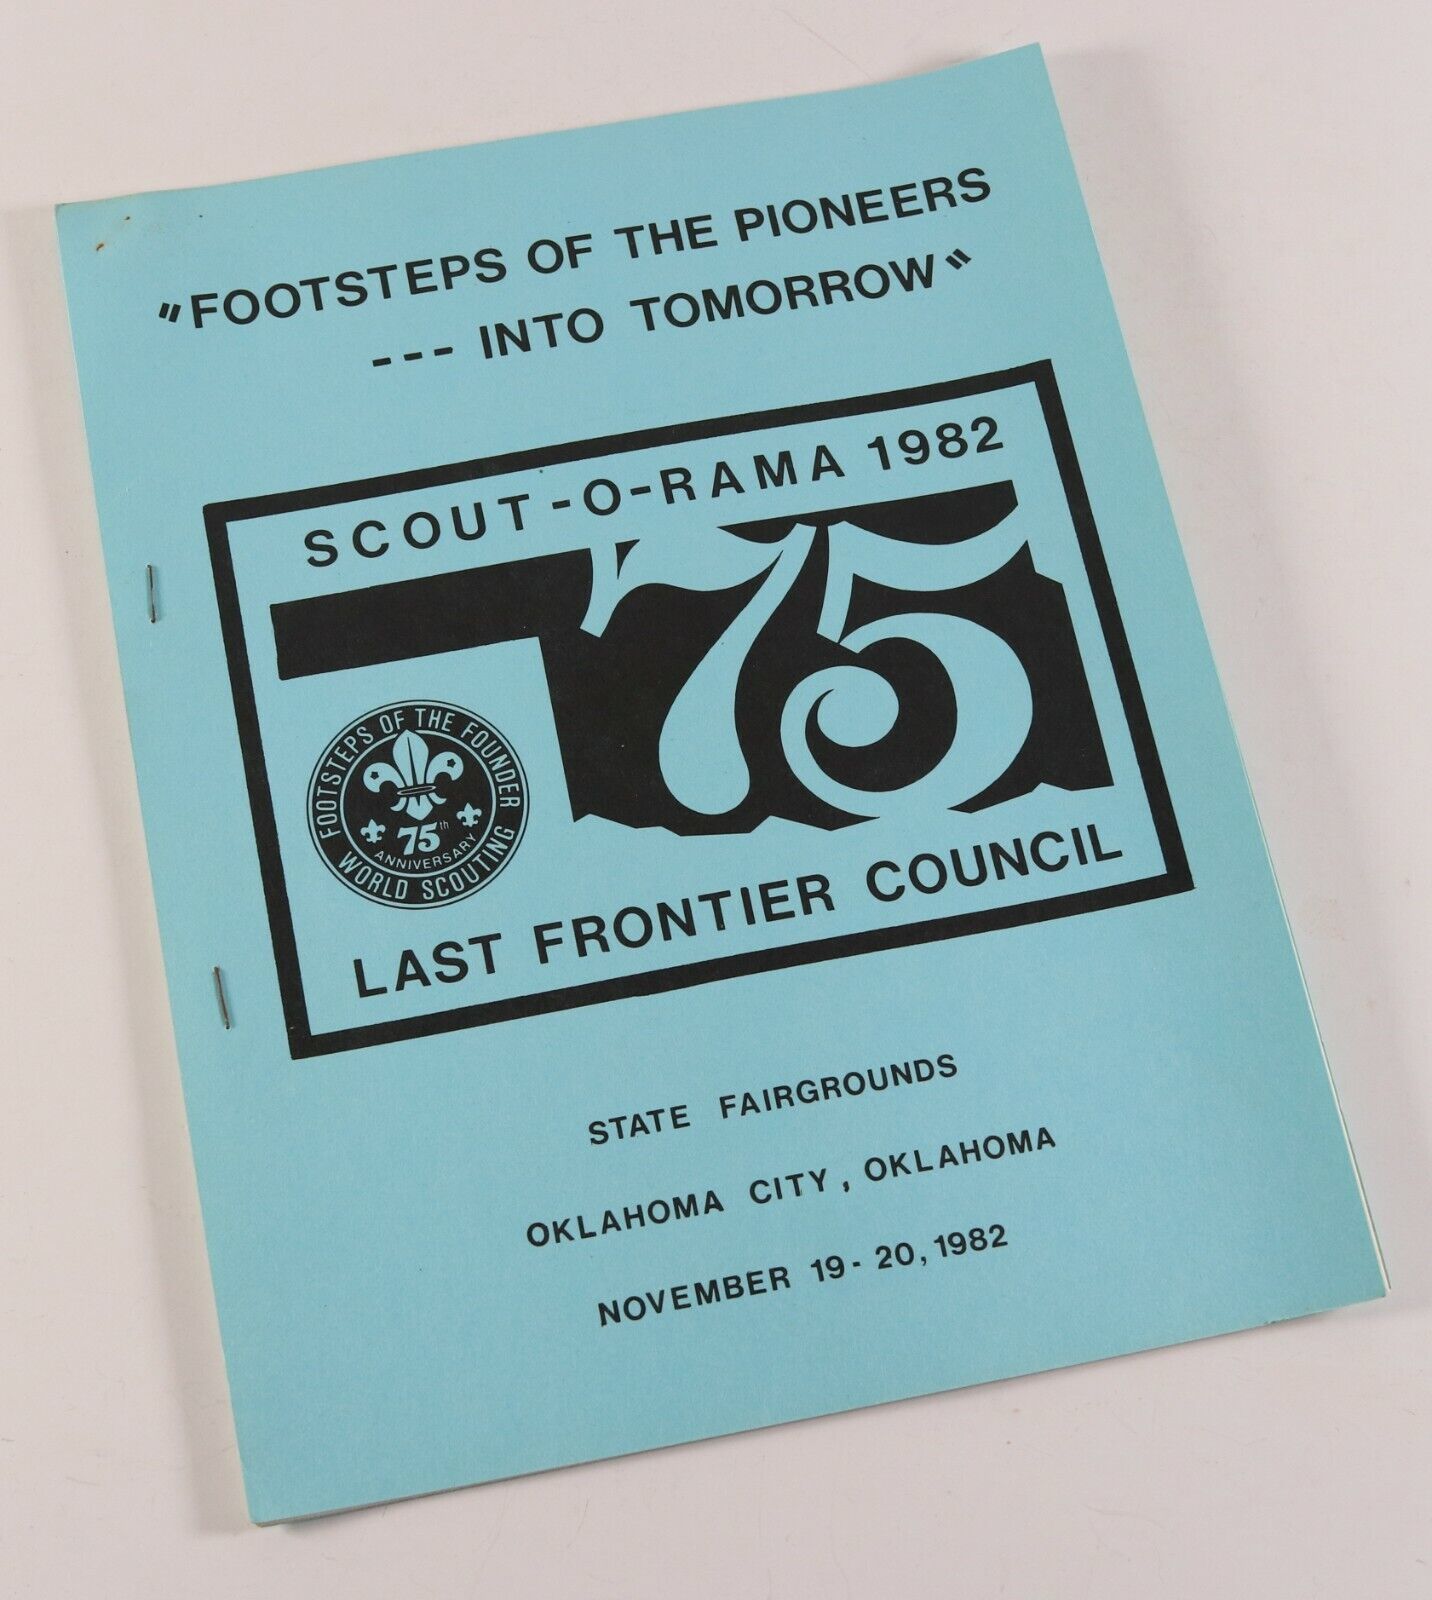 "FOOTSTEPS OF THE PIONEERS
--- INTO TOMORROW"
SCOUT-O-RAMA 1982
75
FOOTSTEPS OF THE FOUNDER
75th
ANNIVERSARY
WORLD SCOUTING
LAST FRONTIER COUNCIL
STATE FAIRGROUNDS
OKLAHOMA CITY, OKLAHOMA
NOVEMBER 19-20, 1982